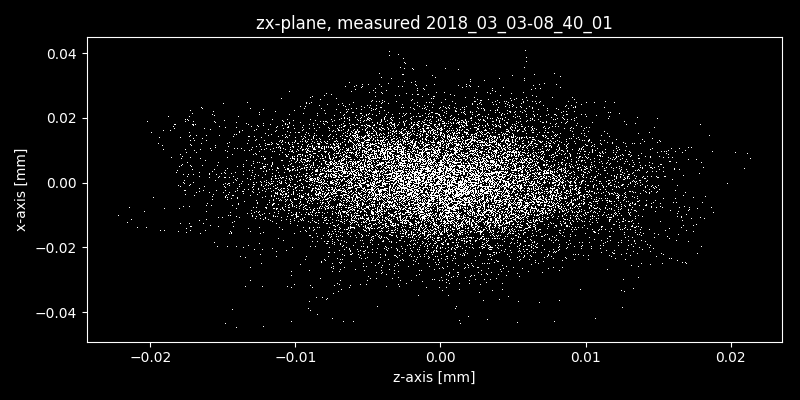 zx-plane, measured 2018_03_03-08_40_01
0.04
0.02
0.00
−0.02
−0.04
x-axis [mm]
−0.02 −0.01 0.00 0.01 0.02
z-axis [mm]